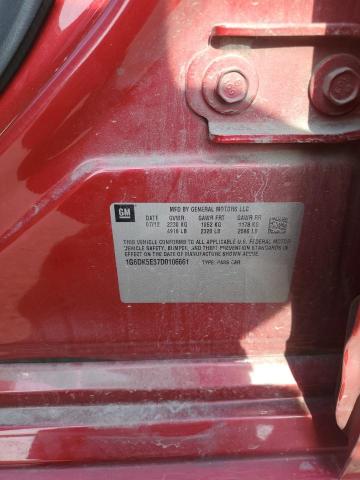 GM
MFD BY GENERAL MOTORS LLC
DATE GVWR GAWR FRT GAWR RR
07/12 2230 KG 1052 KG 1178 KG
4916 LB 2320 LB 2596 LB
THIS VEHICLE CONFORMS TO ALL APPLICABLE U.S. FEDERAL MOTOR
VEHICLE SAFETY, BUMPER, AND THEFT PREVENTION STANDARDS
IN EFFECT ON THE DATE OF MANUFACTURE SHOWN ABOVE.
1G6DK5E37D0106661 TYPE: PASS CAR